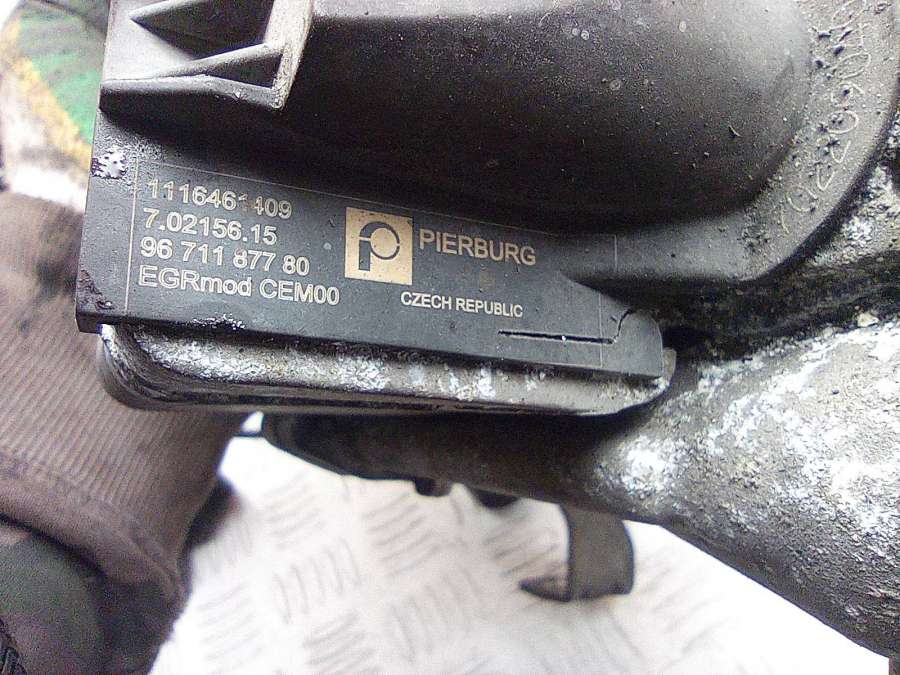 1116461409
7.02156.15
96 711 877 80
EGRmod CEM00
PIERBURG
CZECH REPUBLIC